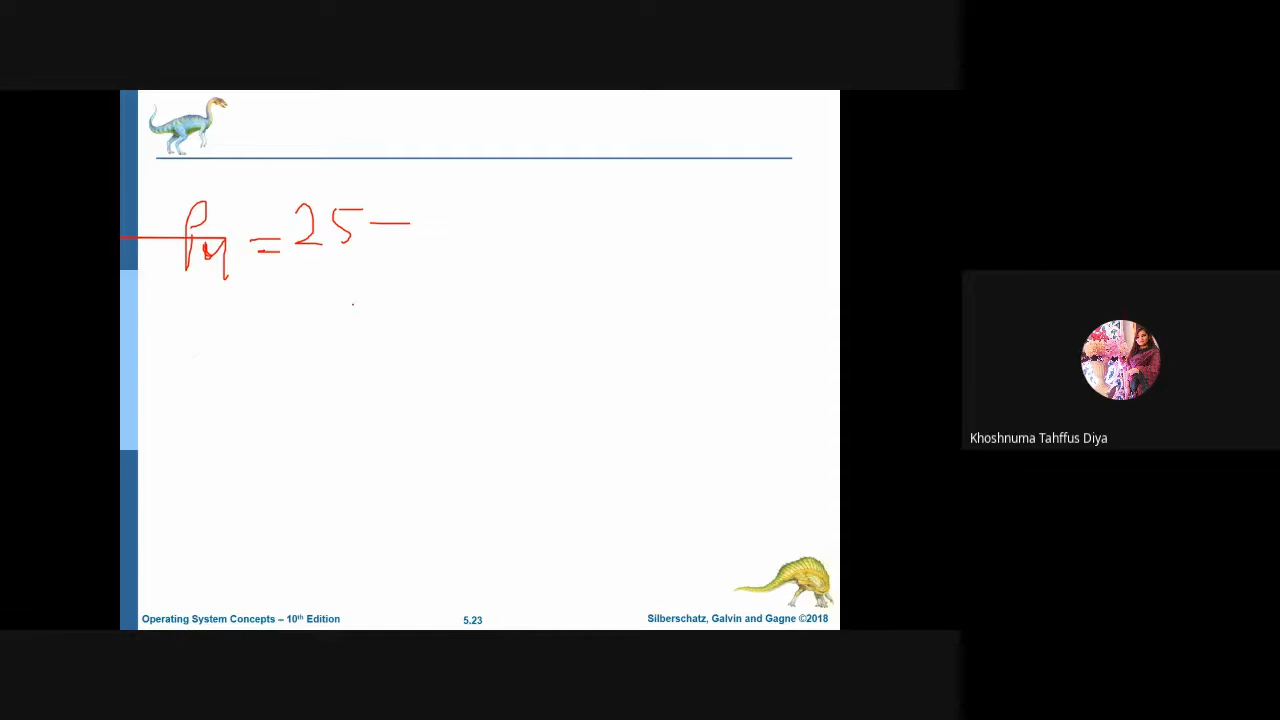 P4 = 25 −
Khoshnuma Tahffus Diya
Operating System Concepts – 10th Edition
5.23
Silberschatz, Galvin and Gagne ©2018